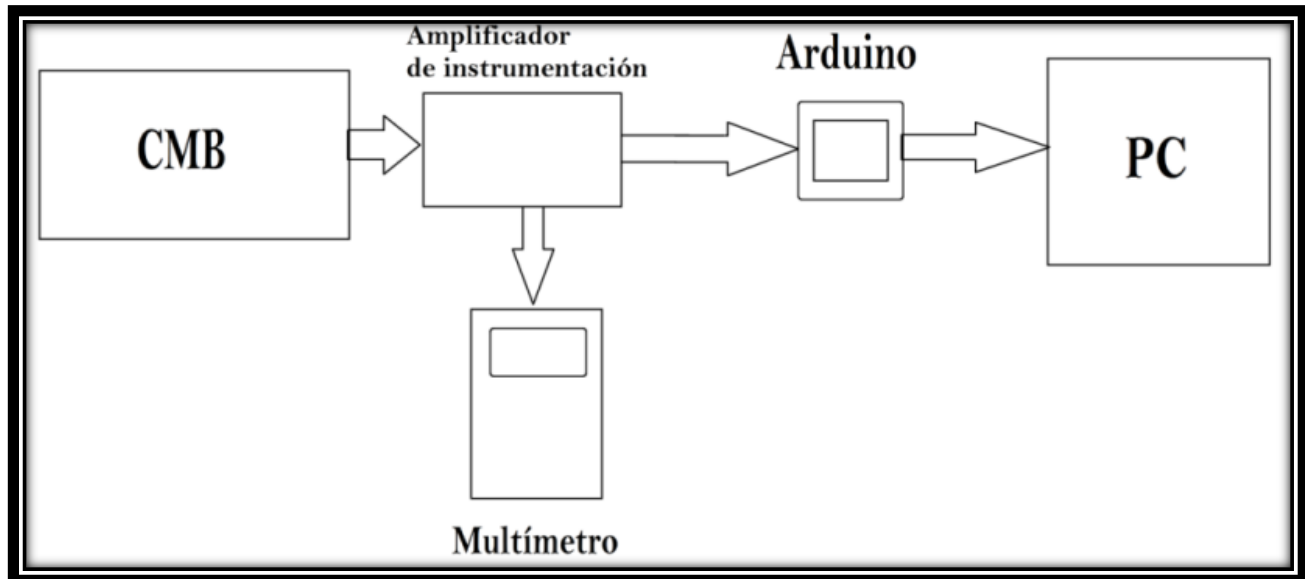 Amplificador
de instrumentación
Arduino
CMB
PC
Multímetro